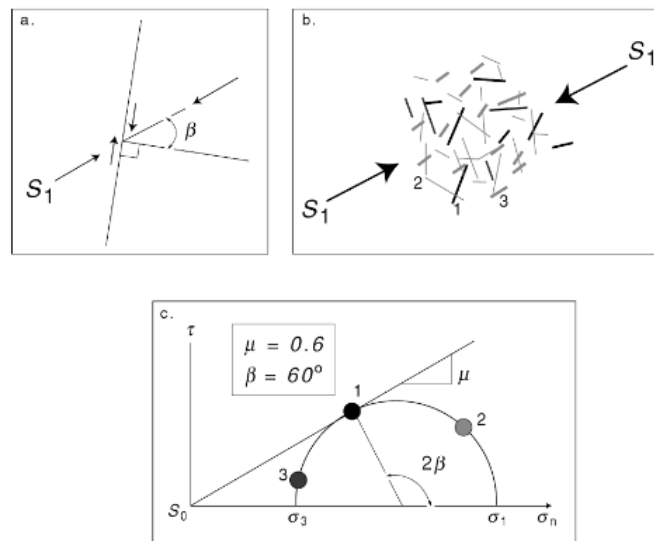 a.
β
S₁
b.
S₁
S₁
2
1
3
c.
τ
μ = 0.6
β = 60°
1
μ
2
2β
3
S₀
σ₃
σ₁
σₙ